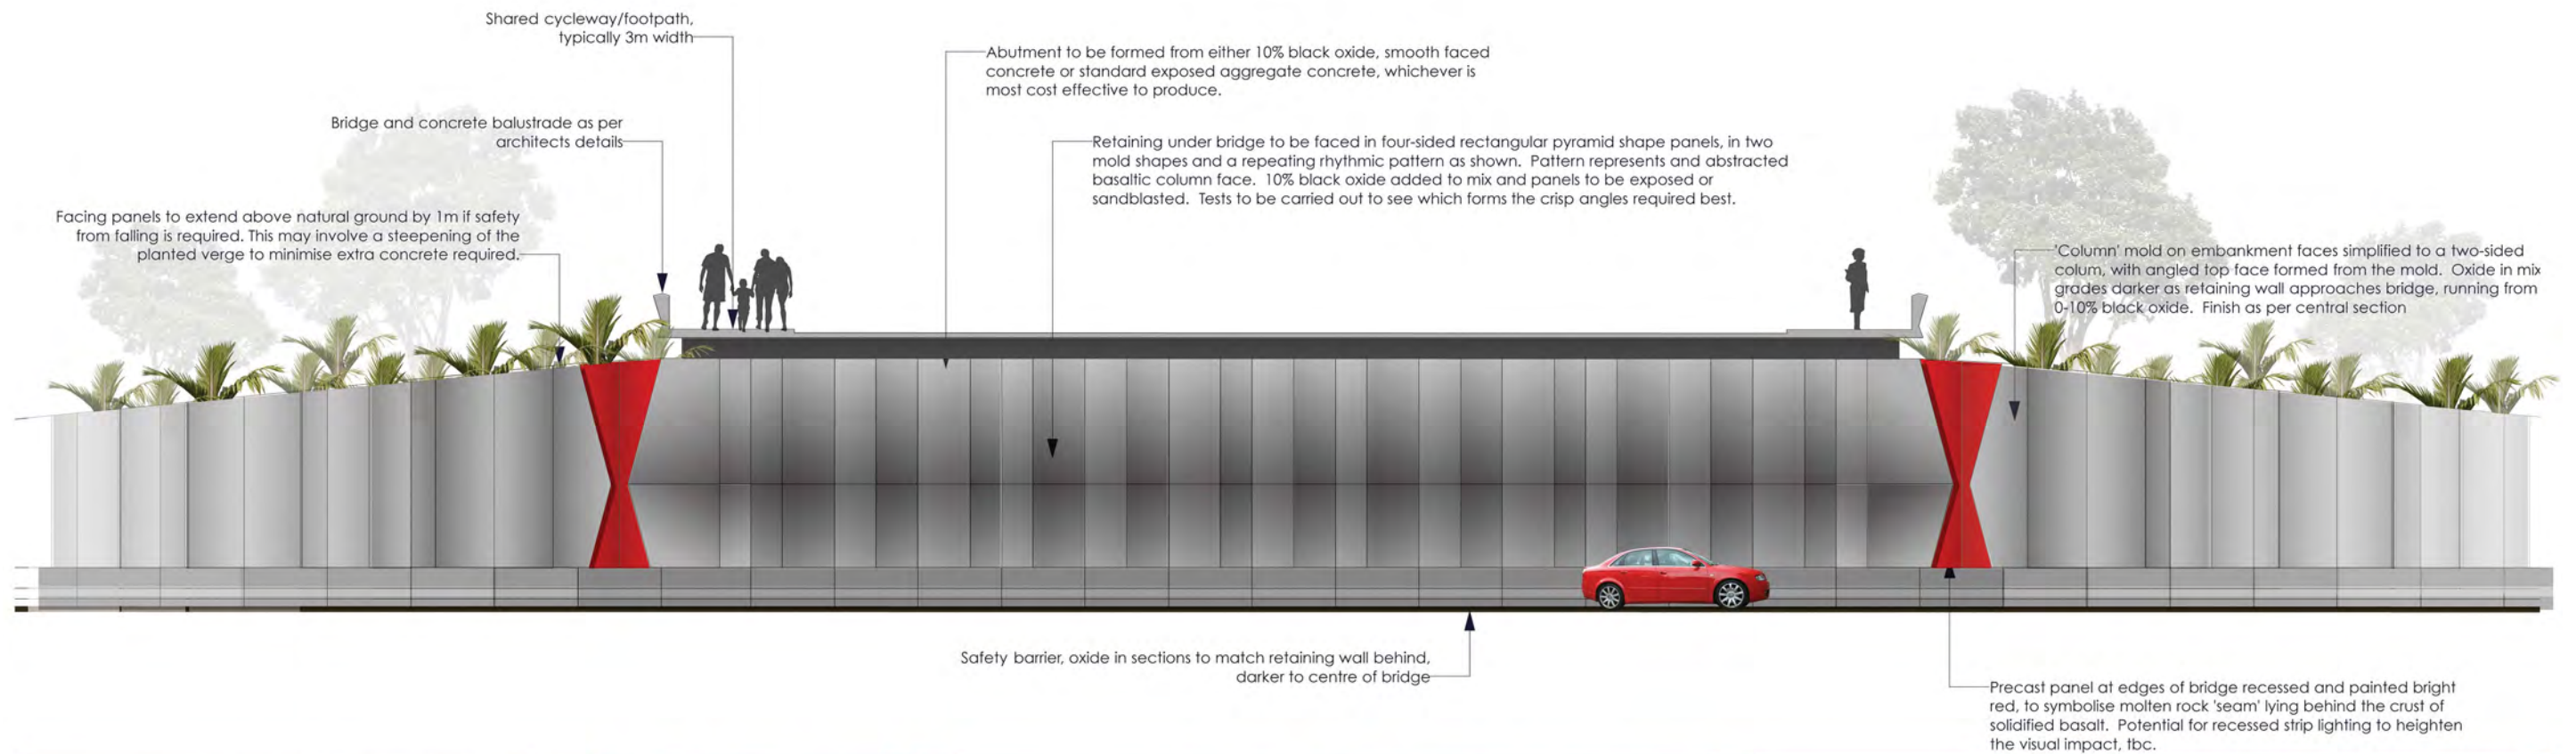 Shared cycleway/footpath,
typically 3m width
Abutment to be formed from either 10% black oxide, smooth faced
concrete or standard exposed aggregate concrete, whichever is
most cost effective to produce.
Bridge and concrete balustrade as per
architects details
Retaining under bridge to be faced in four-sided rectangular pyramid shape panels, in two
mold shapes and a repeating rhythmic pattern as shown. Pattern represents and abstracted
basaltic column face. 10% black oxide added to mix and panels to be exposed or
sandblasted. Tests to be carried out to see which forms the crisp angles required best.
Facing panels to extend above natural ground by 1m if safety
from falling is required. This may involve a steepening of the
planted verge to minimise extra concrete required.
'Column' mold on embankment faces simplified to a two-sided
colum, with angled top face formed from the mold. Oxide in mix
grades darker as retaining wall approaches bridge, running from
0-10% black oxide. Finish as per central section
Safety barrier, oxide in sections to match retaining wall behind,
darker to centre of bridge
Precast panel at edges of bridge recessed and painted bright
red, to symbolise molten rock 'seam' lying behind the crust of
solidified basalt. Potential for recessed strip lighting to heighten
the visual impact, tbc.